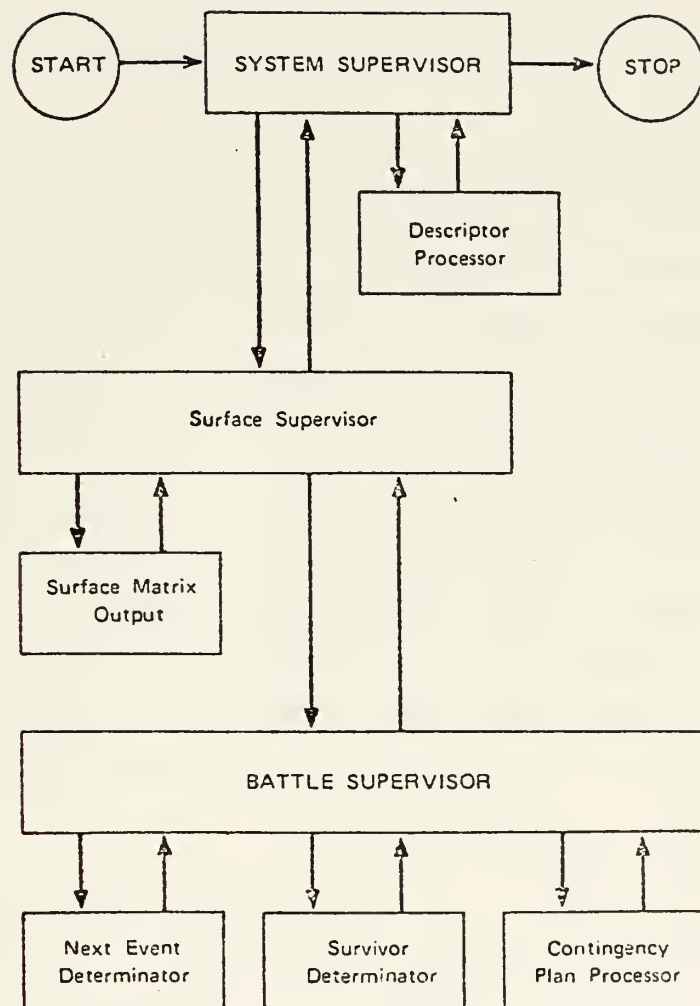 START
SYSTEM SUPERVISOR
STOP
Descriptor
Processor
Surface Supervisor
Surface Matrix
Output
BATTLE SUPERVISOR
Next Event
Determinator
Survivor
Determinator
Contingency
Plan Processor